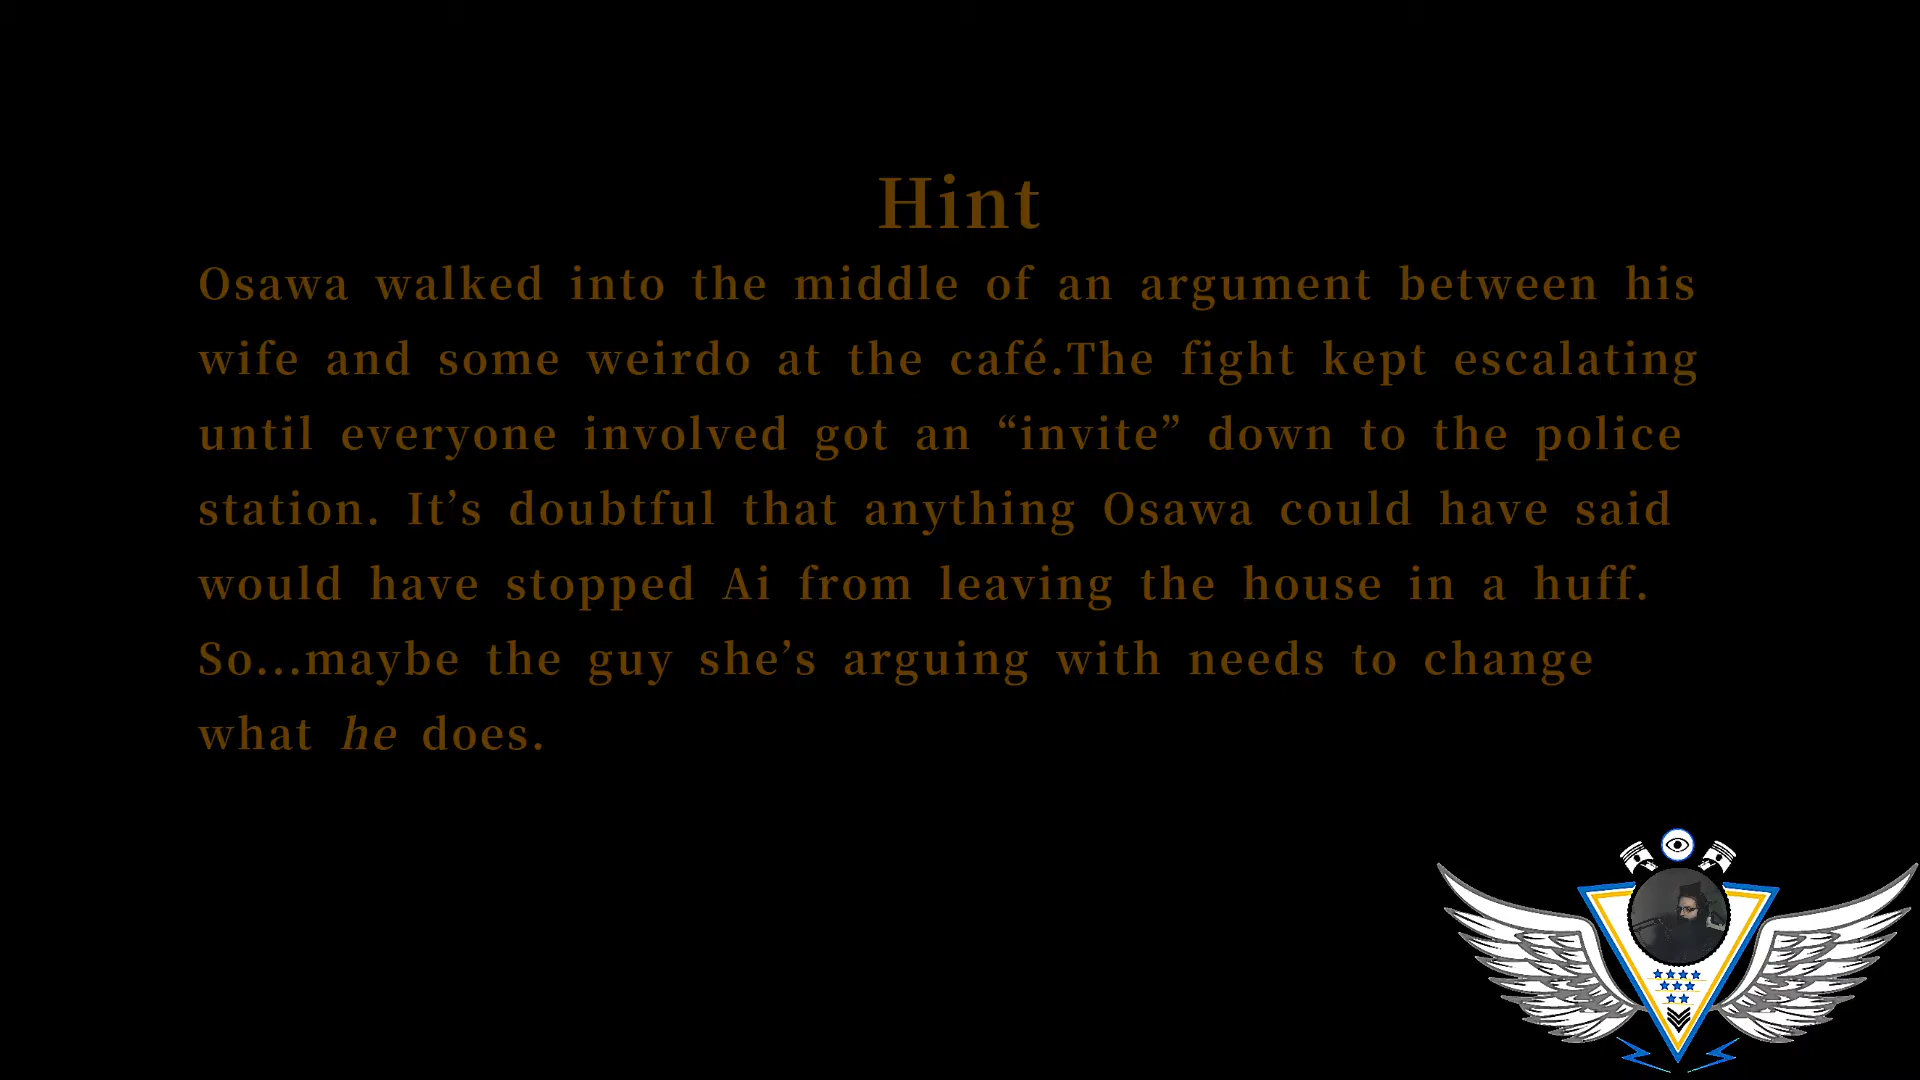 Hint
Osawa walked into the middle of an argument between his
wife and some weirdo at the café.The fight kept escalating
until everyone involved got an “invite” down to the police
station. It’s doubtful that anything Osawa could have said
would have stopped Ai from leaving the house in a huff.
So...maybe the guy she’s arguing with needs to change
what he does.